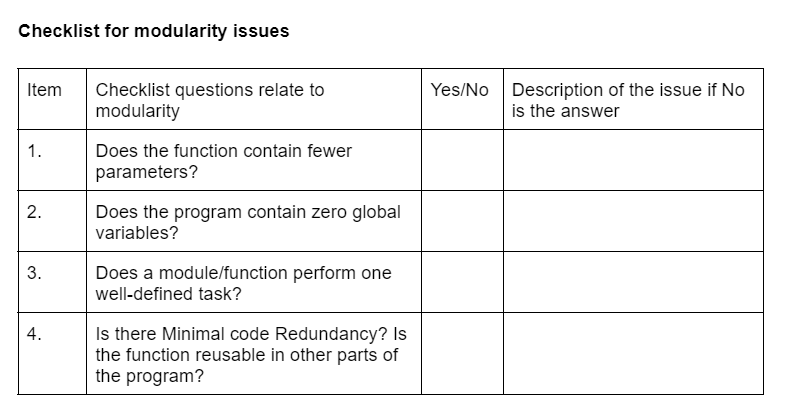 Checklist for modularity issues
Item
Checklist questions relate to
modularity
Yes/No
Description of the issue if No
is the answer
1.
Does the function contain fewer
parameters?
2.
Does the program contain zero global
variables?
3.
Does a module/function perform one
well-defined task?
4.
Is there Minimal code Redundancy? Is
the function reusable in other parts of
the program?